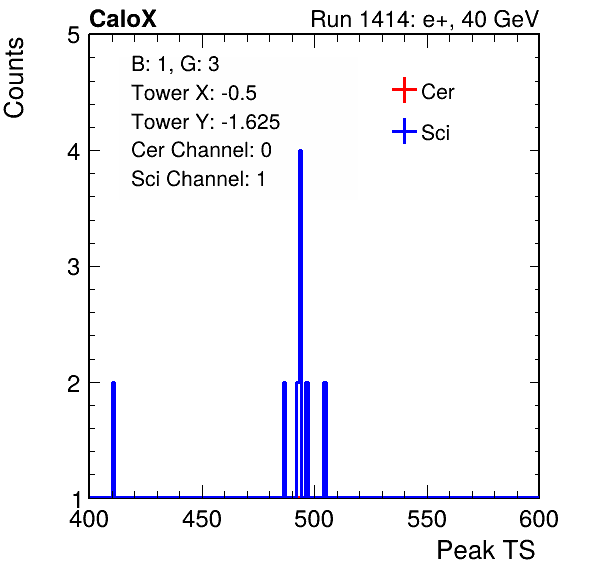 CaloX Run 1414: e+, 40 GeV
Counts
B: 1, G: 3
Tower X: -0.5
Tower Y: -1.625
Cer Channel: 0
Sci Channel: 1
Cer
Sci
5
4
3
2
1
400 450 500 550 600
Peak TS